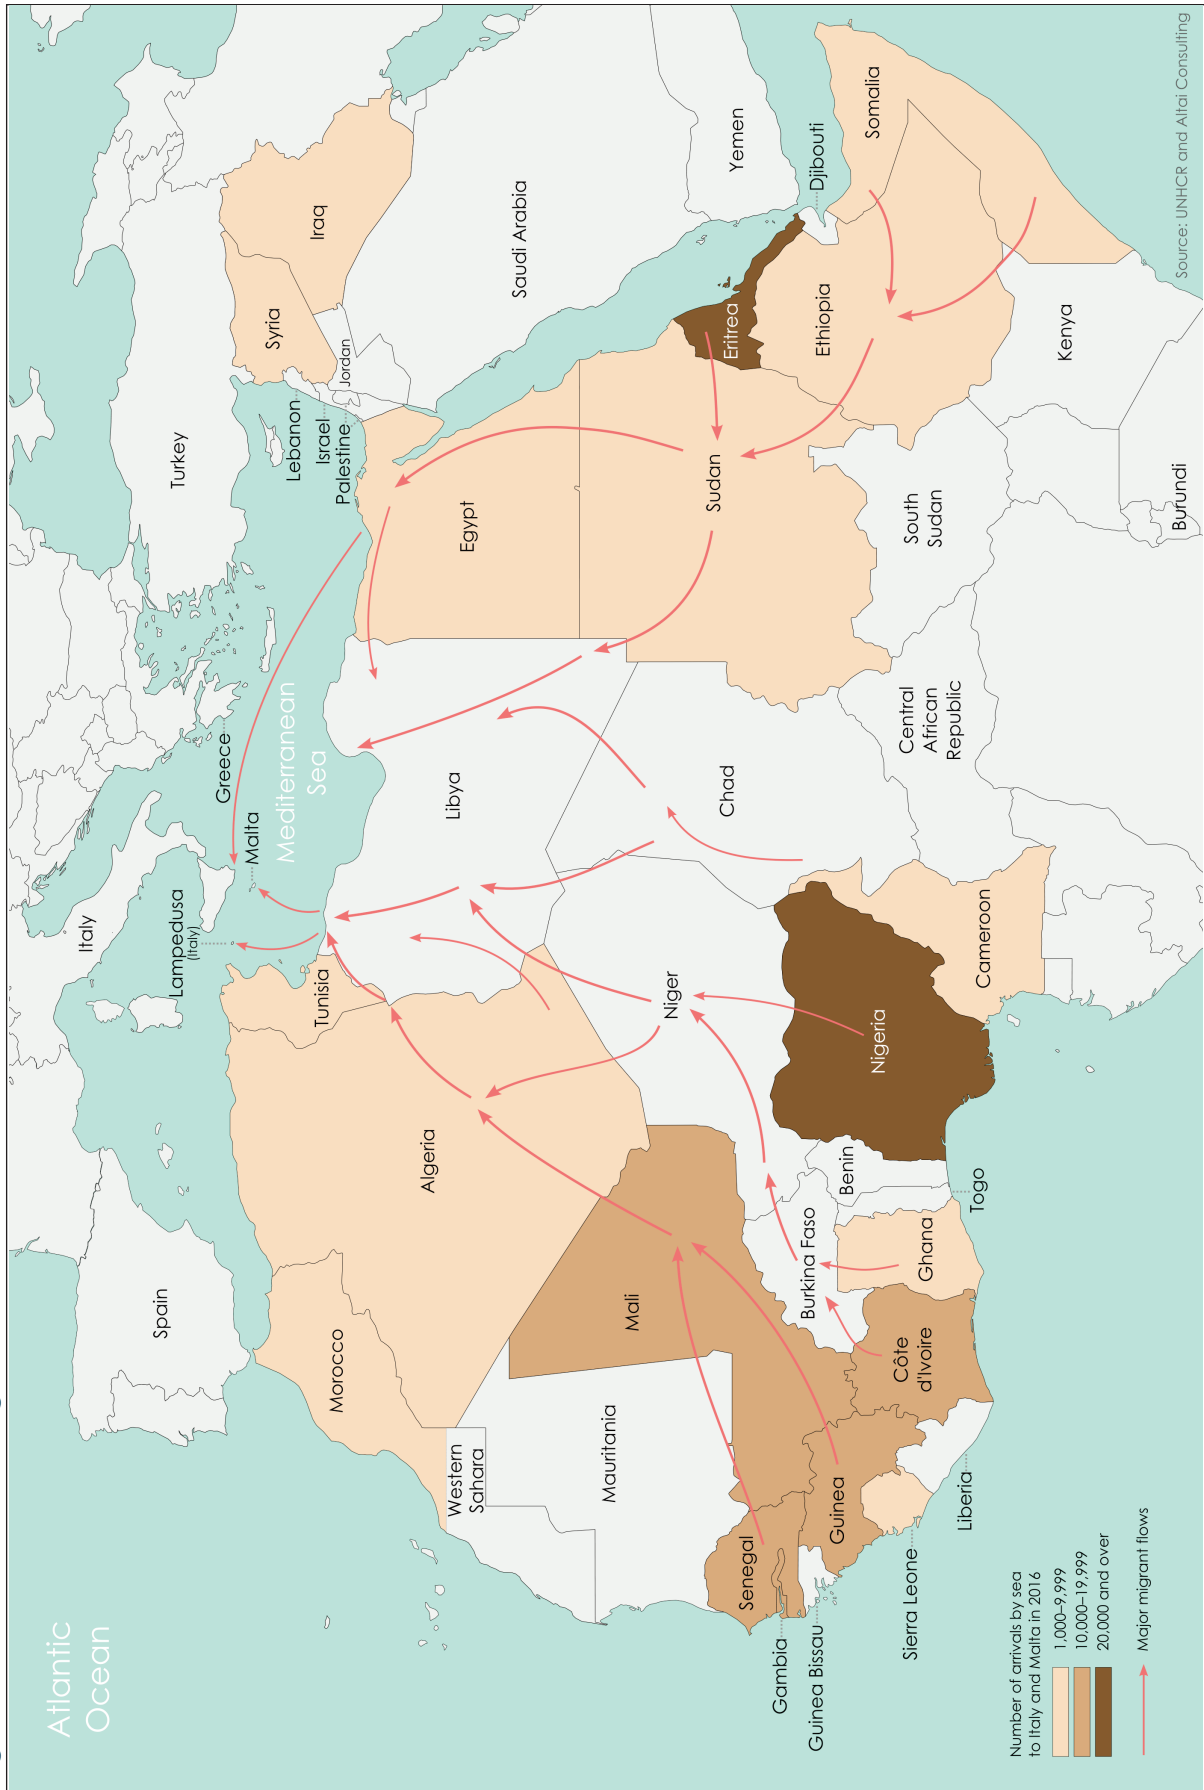 Atlantic
Ocean
Spain
Italy
Lampedusa
(Italy)
Malta
Greece
Mediterranean
Sea
Turkey
Lebanon
Israel
Palestine
Jordan
Syria
Iraq
Saudi Arabia
Yemen
Djibouti
Morocco
Western
Sahara
Algeria
Tunisia
Libya
Egypt
Mauritania
Mali
Niger
Chad
Sudan
Eritrea
Ethiopia
Somalia
Senegal
Gambia
Guinea Bissau
Guinea
Sierra Leone
Liberia
Côte
d'Ivoire
Burkina Faso
Ghana
Togo
Benin
Nigeria
Cameroon
Central
African
Republic
South
Sudan
Kenya
Burundi
Number of arrivals by sea
to Italy and Malta in 2016
1,000–9,999
10,000–19,999
20,000 and over
Major migrant flows
Source: UNHCR and Altai Consulting